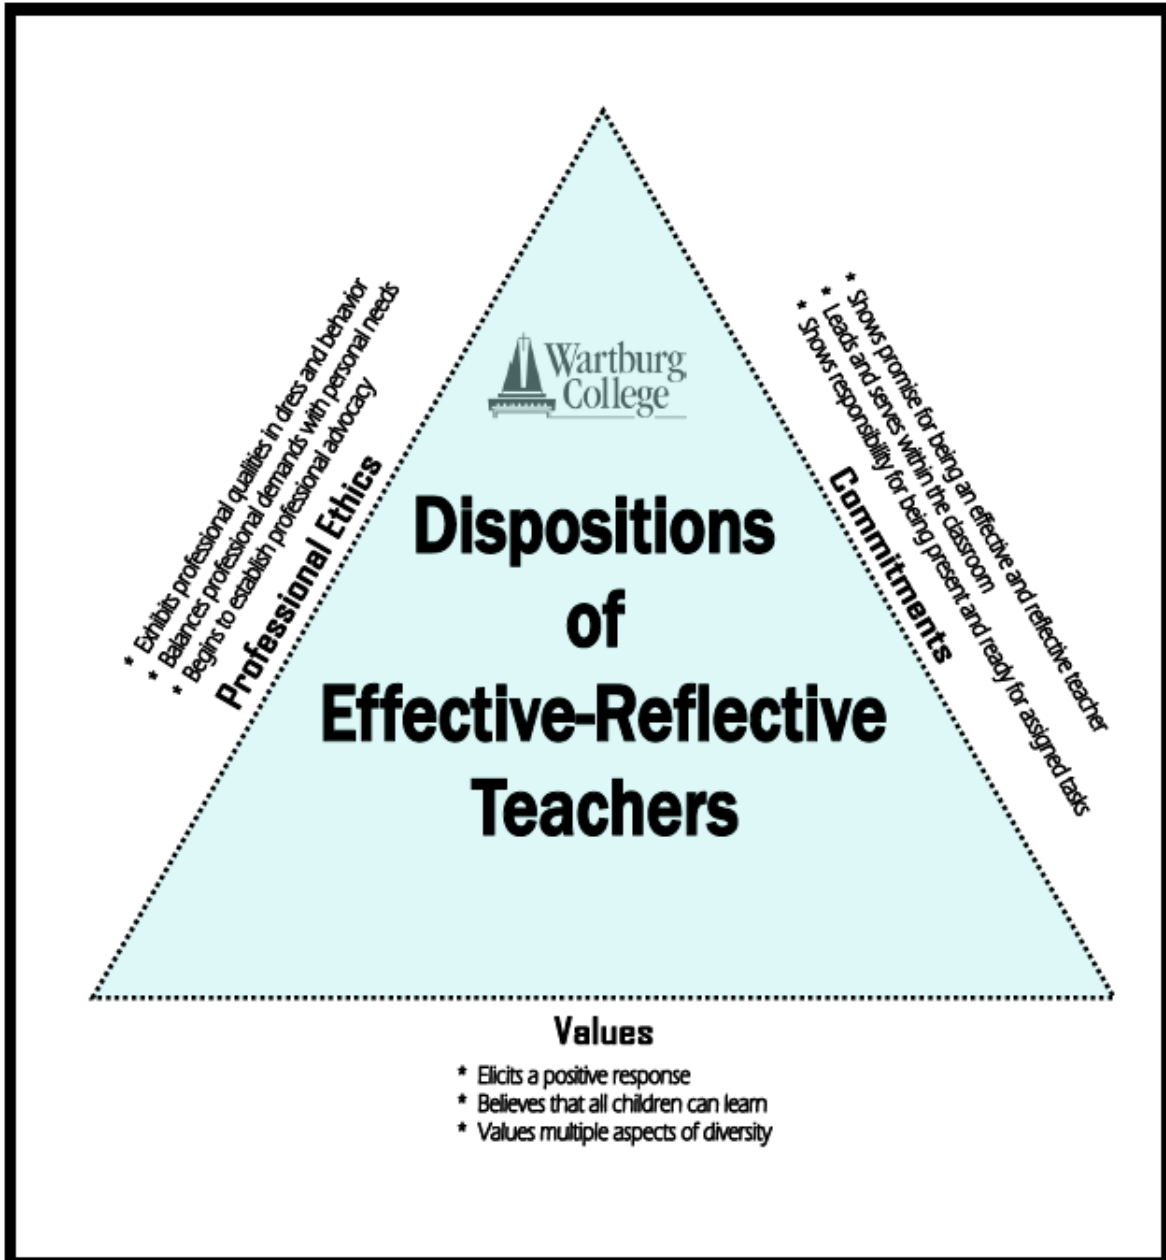 Wartburg
College
Dispositions
of
Effective-Reflective
Teachers
* Exhibits professional qualities in dress and behavior
* Balances professional demands with personal needs
* Begins to establish professional advocacy
Professional Ethics
* Shows promise for being an effective and reflective teacher
* Leads and serves within the classroom
* Shows responsibility for being present and ready for assigned tasks
Commitments
Values
* Elicits a positive response
* Believes that all children can learn
* Values multiple aspects of diversity